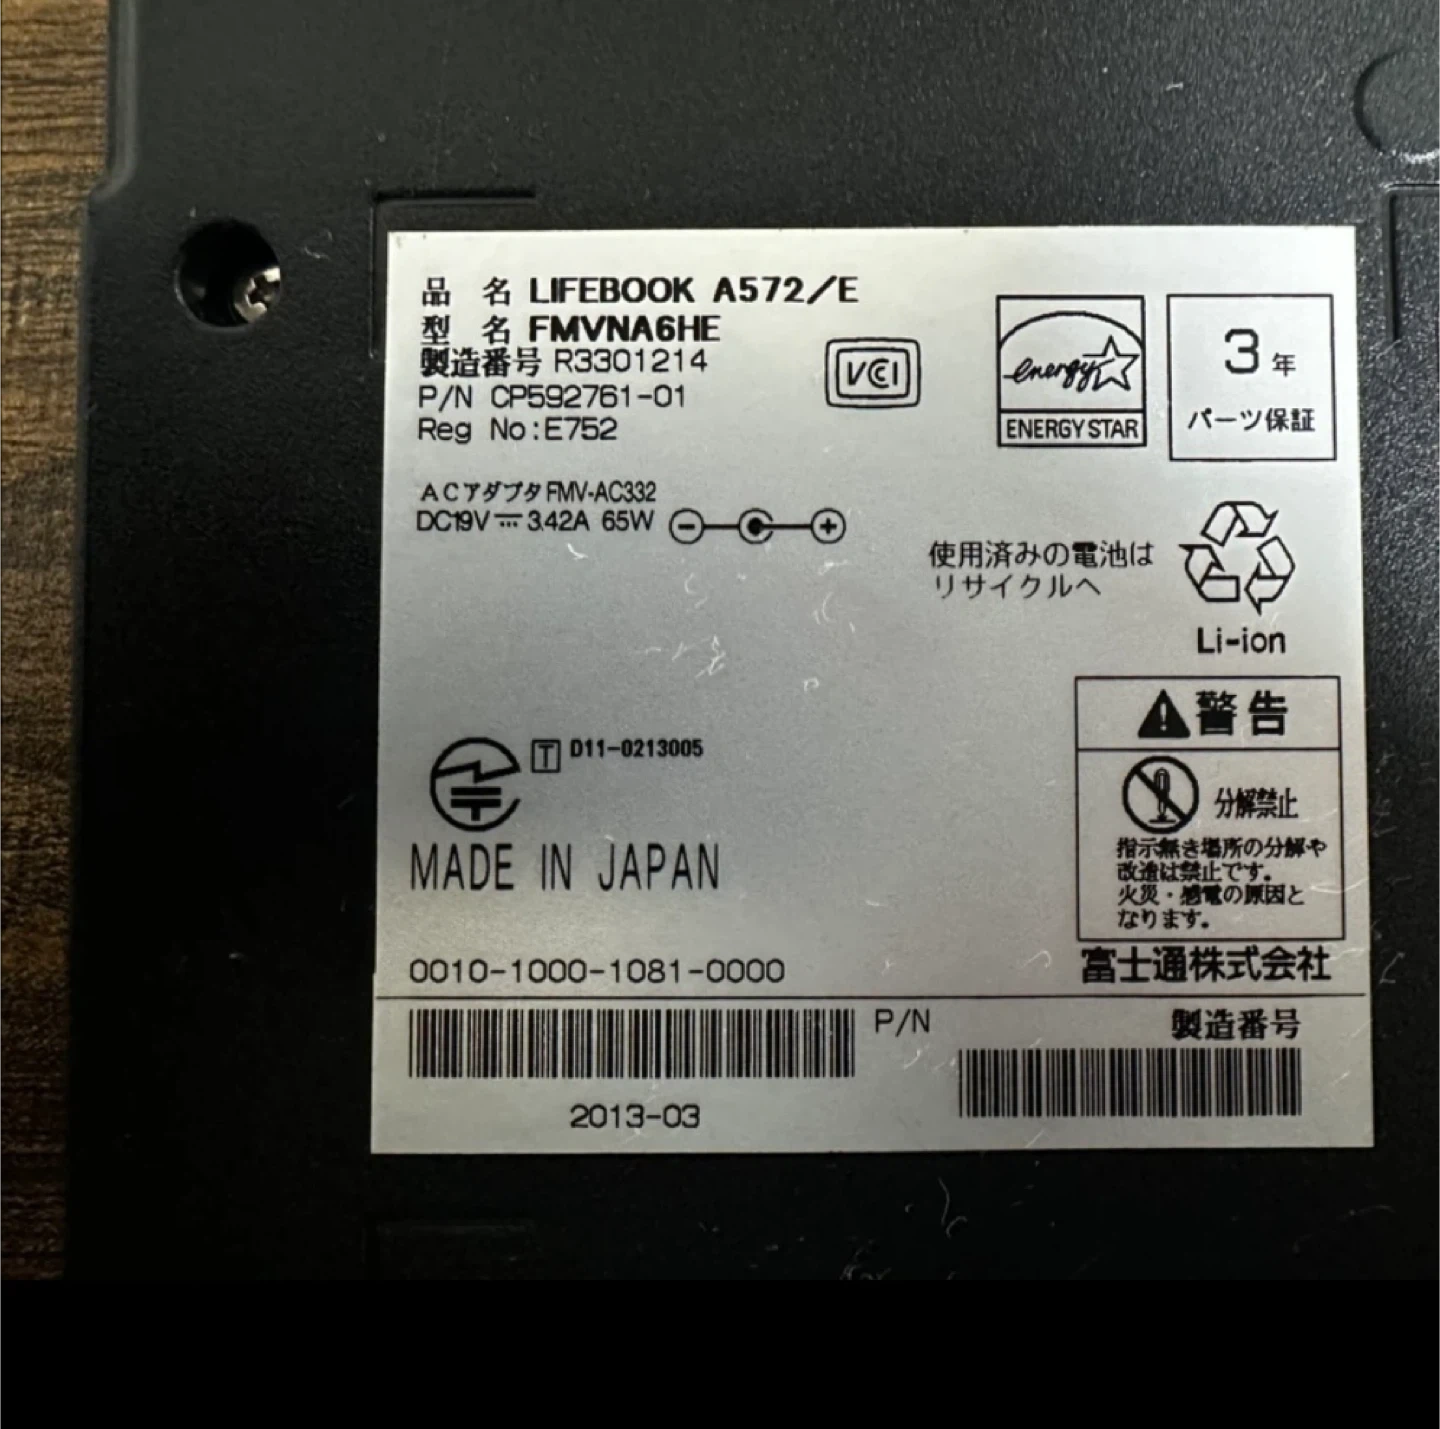 品 名 LIFEBOOK A572/E
型 名 FMVNA6HE
製造番号 R3301214
P/N CP592761-01
Reg No:E752
VCI
energy
ENERGY STAR
3年
パーツ保証
ACアダプタ FMV-AC332
DC19V 3.42A 65W
使用済みの電池は
リサイクルへ
Li-ion
警告
分解禁止
指示無き場所の分解や
改造は禁止です。
火災・感電の原因と
なります。
T D11-0213005
MADE IN JAPAN
0010-1000-1081-0000
富士通株式会社
P/N
製造番号
2013-03